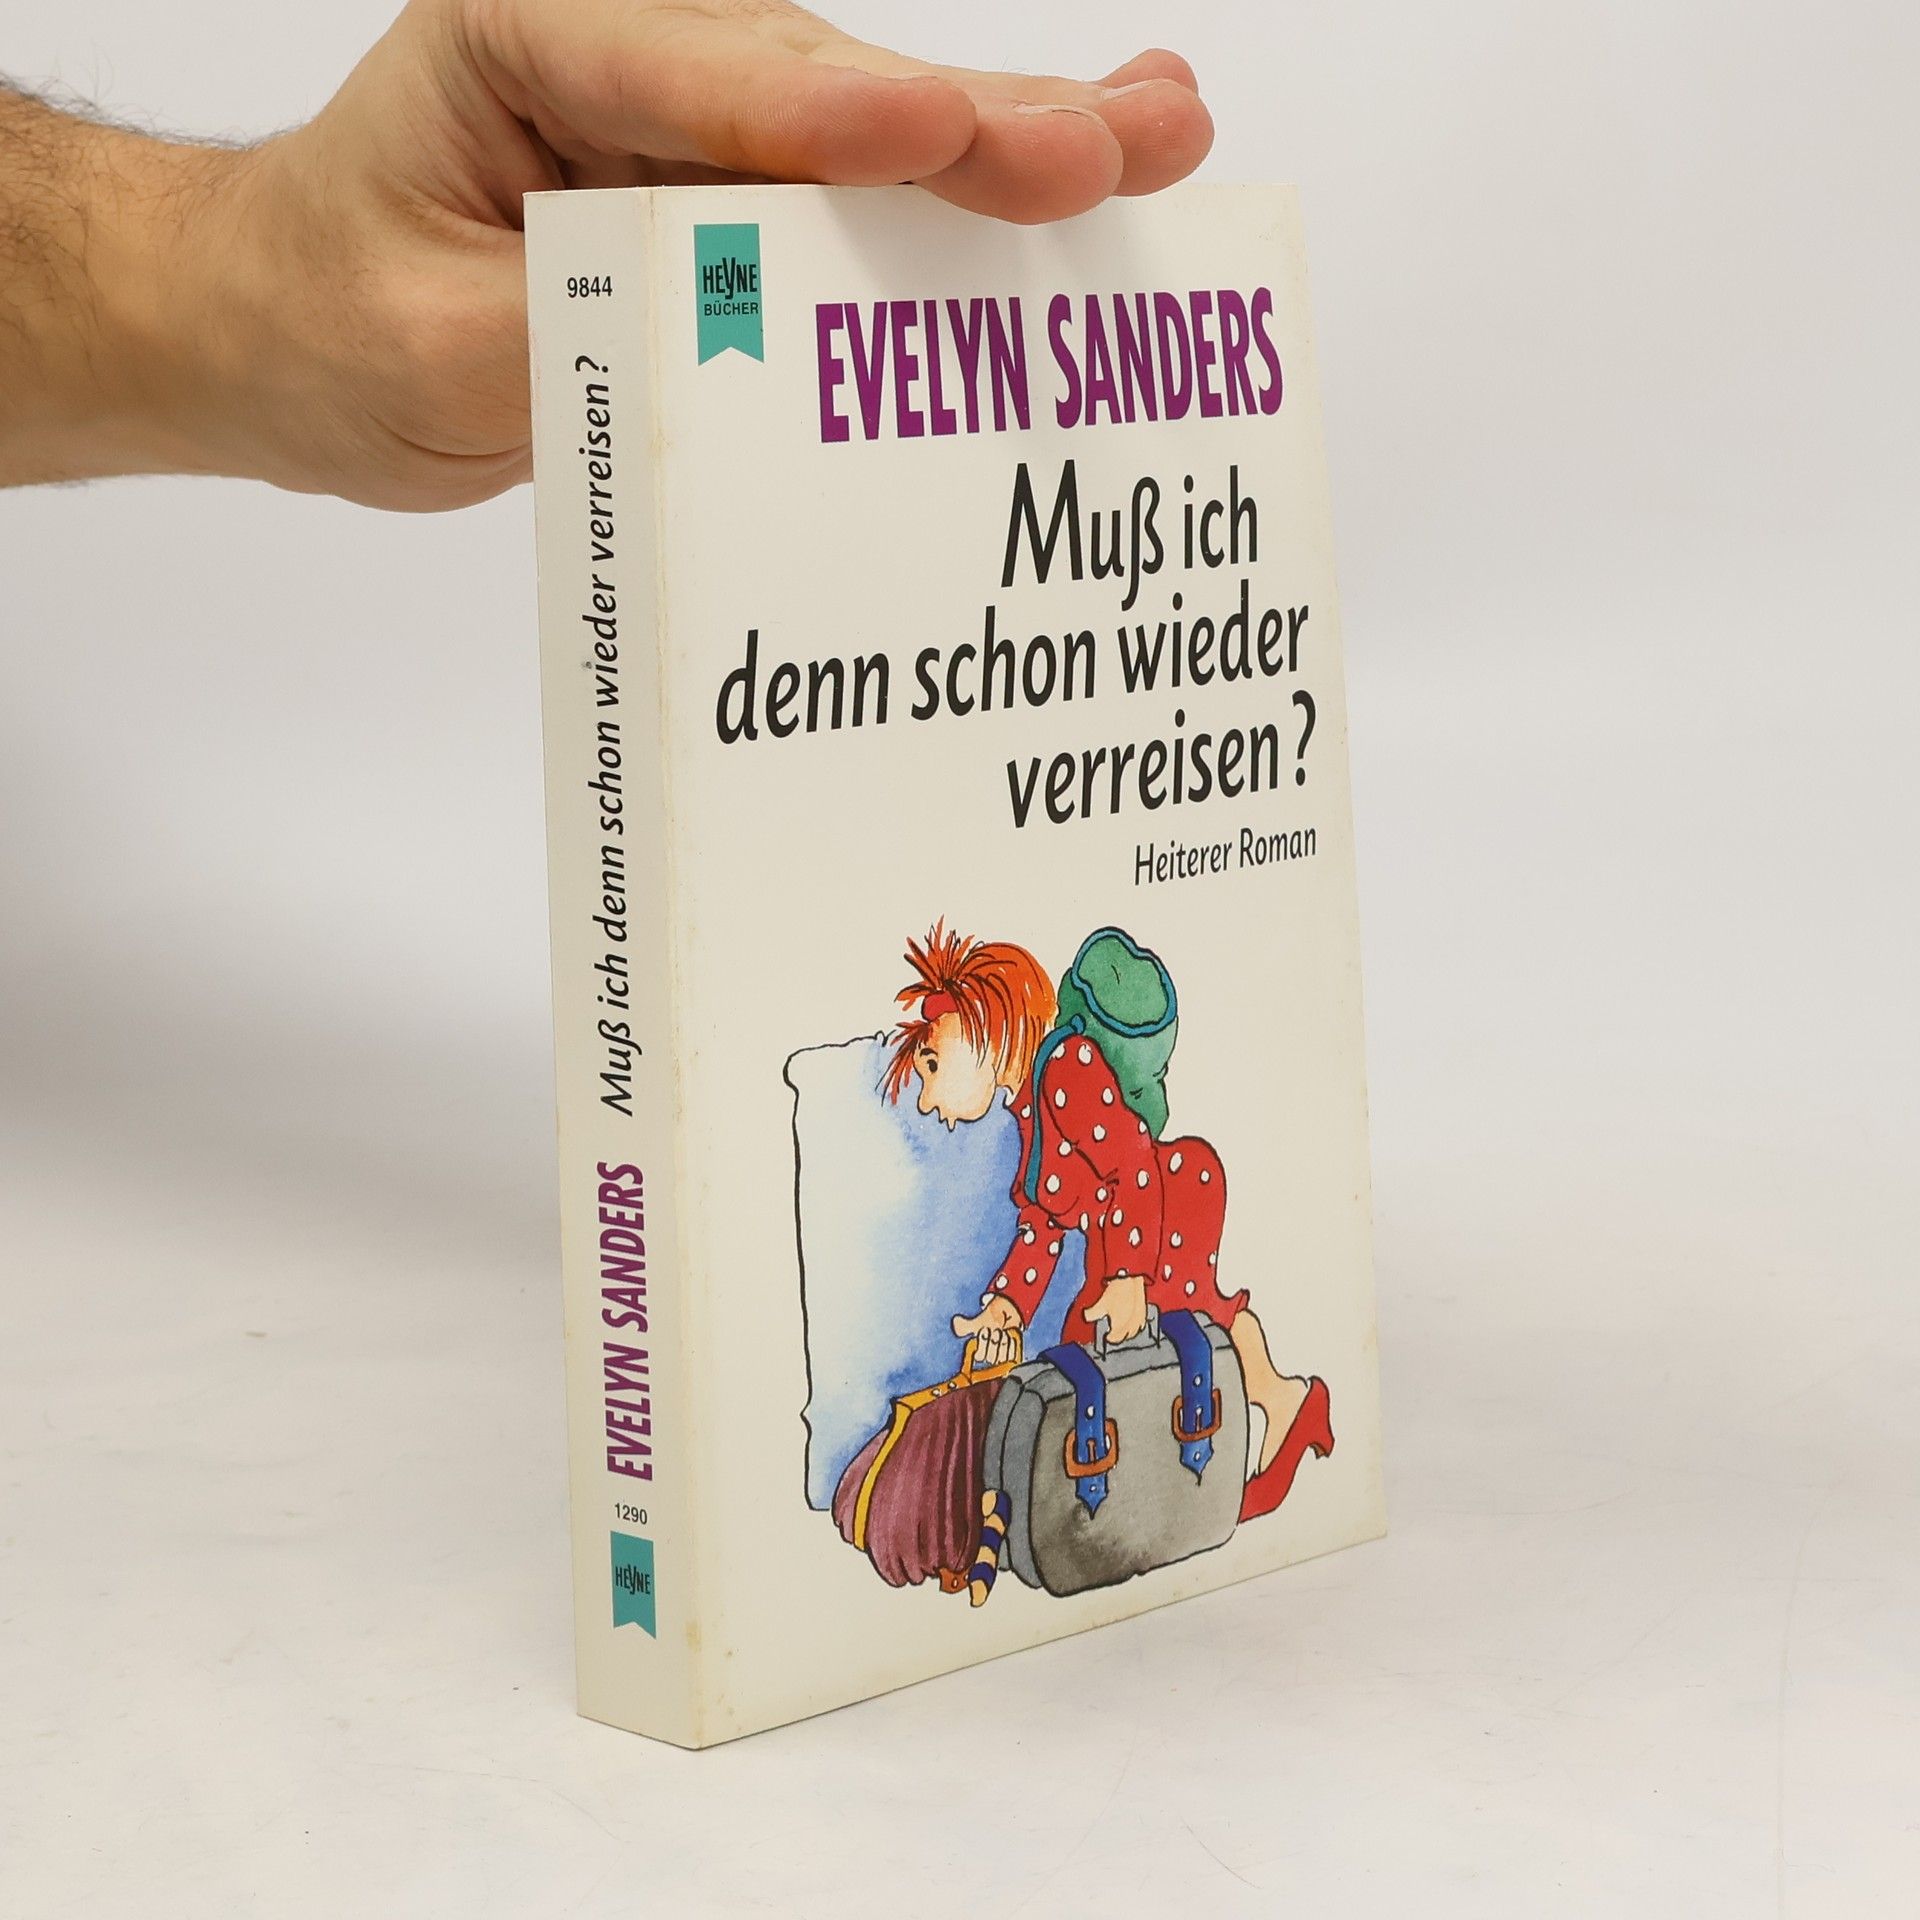 9844
Muß ich denn schon wieder verreisen?
EVELYN SANDERS
1290
HEYNE
HEYNE
BÜCHER
EVELYN SANDERS
Muß ich
denn schon wieder
verreisen?
Heiterer Roman